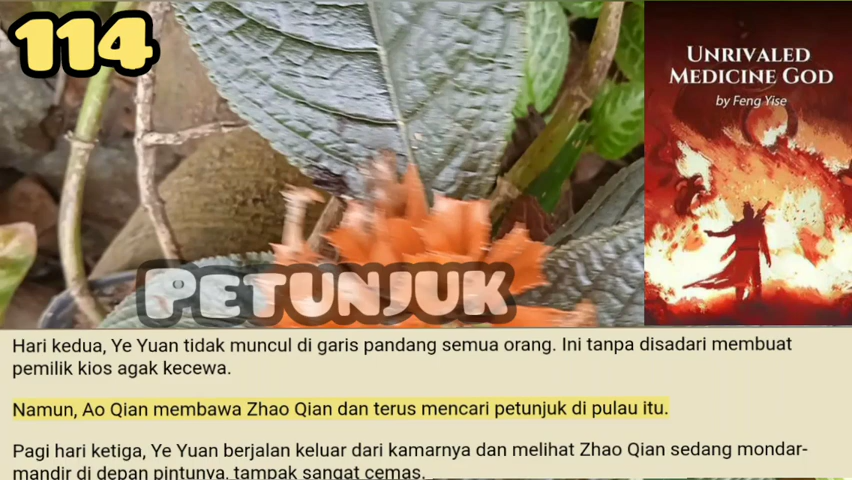 114
UNRIVALED
MEDICINE GOD
by Feng Yise
PETUNJUK
Hari kedua, Ye Yuan tidak muncul di garis pandang semua orang. Ini tanpa disadari membuat
pemilik kios agak kecewa.
Namun, Ao Qian membawa Zhao Qian dan terus mencari petunjuk di pulau itu.
Pagi hari ketiga, Ye Yuan berjalan keluar dari kamarnya dan melihat Zhao Qian sedang mondar-
mandir di depan pintunya, tampak sangat cemas.